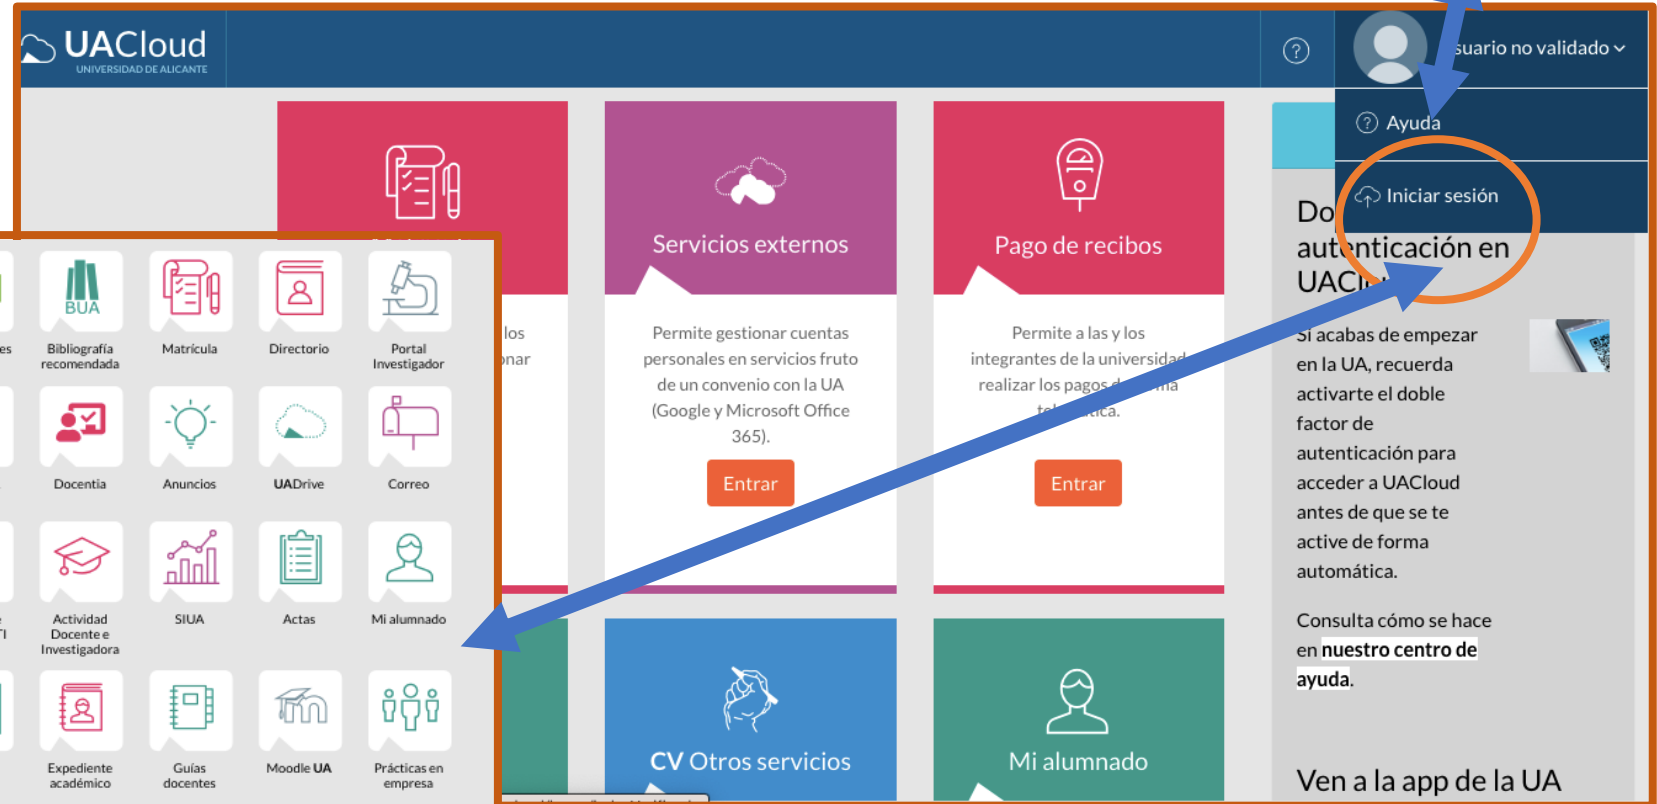 UACloud
UNIVERSIDAD DE ALICANTE
suario no validado
Ayuda
Iniciar sesión
Servicios externos
Permite gestionar cuentas
personales en servicios fruto
de un convenio con la UA
(Google y Microsoft Office
365).
Entrar
Pago de recibos
Permite a las y los
integrantes de la universidad
realizar los pagos
Entrar
los
onar
autenticación en
Si acabas de empezar
en la UA, recuerda
activarte el doble
factor de
autenticación para
acceder a UACloud
antes de que se te
active de forma
automática.
Consulta cómo se hace
en nuestro centro de
ayuda.
Ven a la app de la UA
CV Otros servicios
Mi alumnado
es
BUA
Bibliografía
recomendada
Matrícula
Directorio
Portal
Investigador
Docentia
Anuncios
UADrive
Correo
Actividad
Docente e
Investigadora
SIUA
Actas
Mi alumnado
Expediente
académico
Guías
docentes
Moodle UA
Prácticas en
empresa